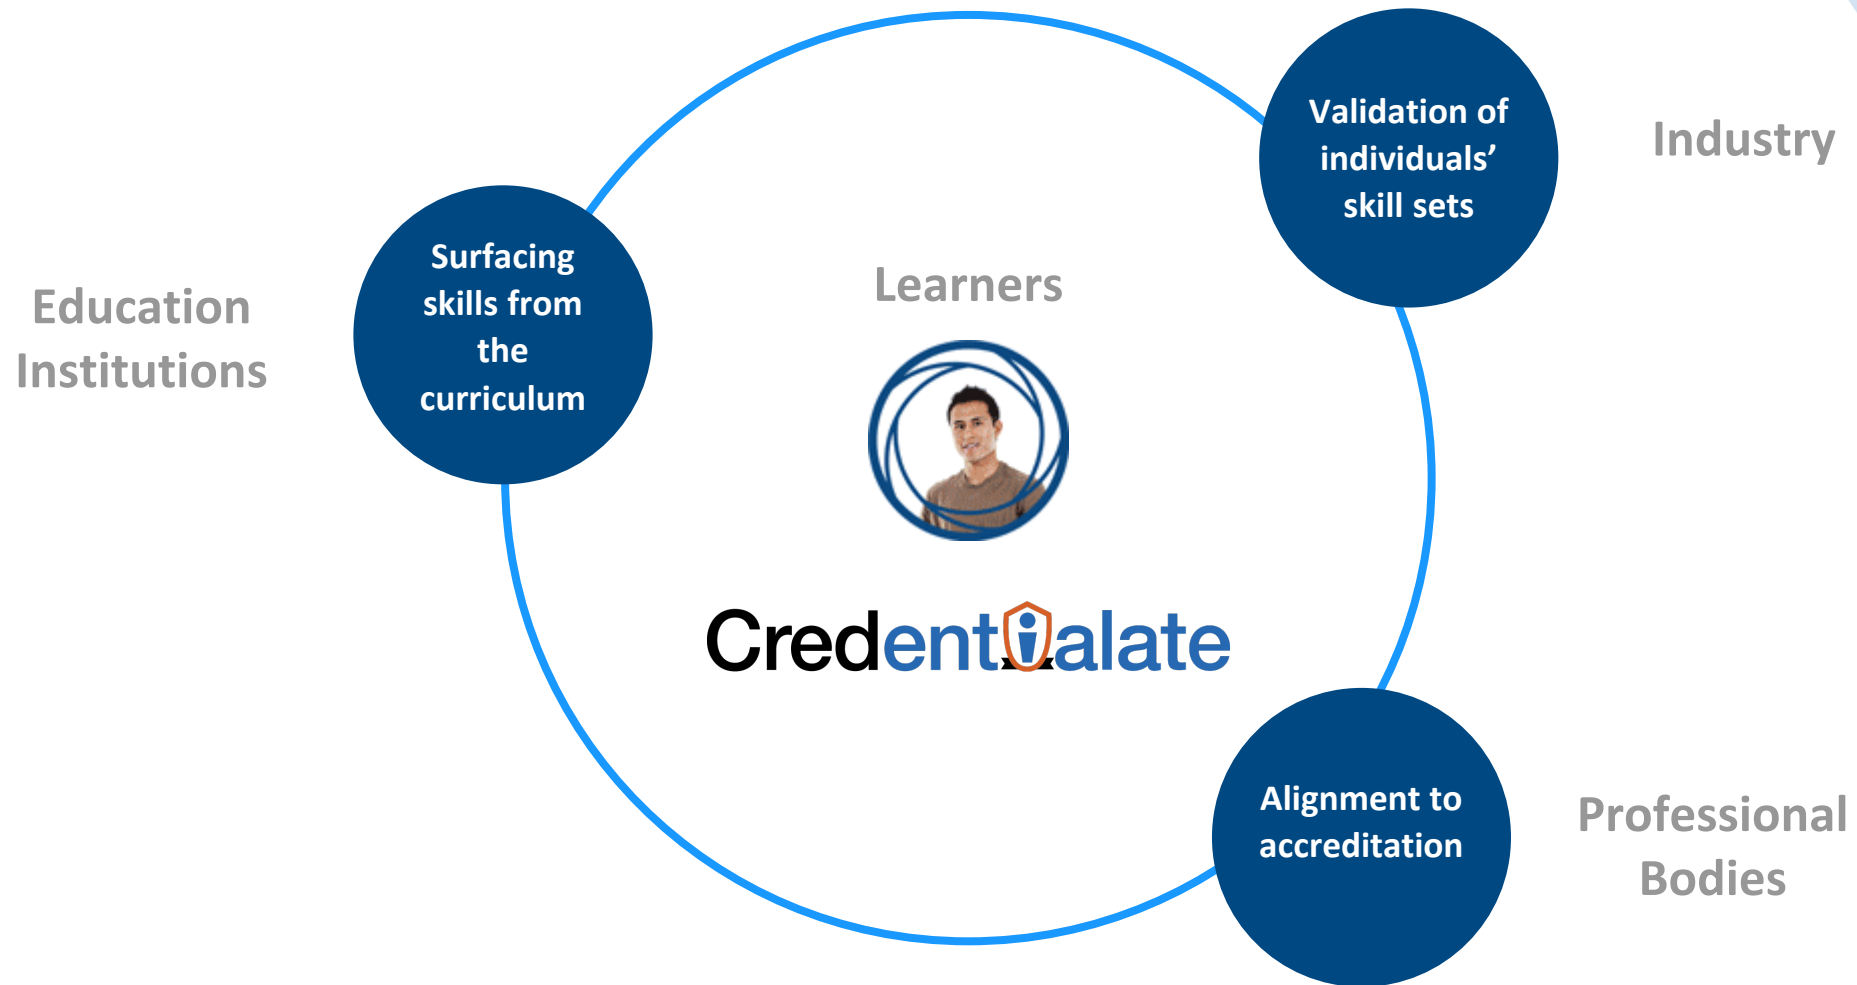 Education
Institutions
Surfacing
skills from
the
curriculum
Learners
Credentialate
Validation of
individuals’
skill sets
Industry
Alignment to
accreditation
Professional
Bodies